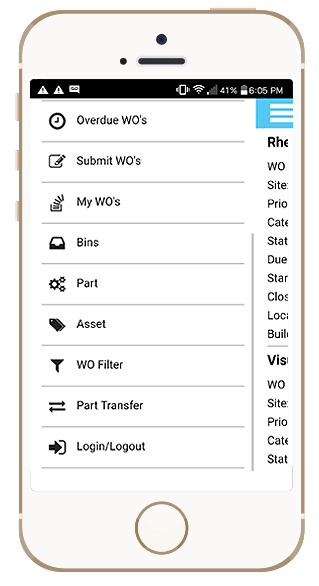 41% 6:05 PM
Overdue WO's
Submit WO's
My WO's
Bins
Part
Asset
WO Filter
Part Transfer
Login/Logout
Rhe
WO
Site:
Prio
Cate
Stat
Due
Star
Clos
Loca
Buil
Visu
WO
Site:
Prio
Cate
Stat